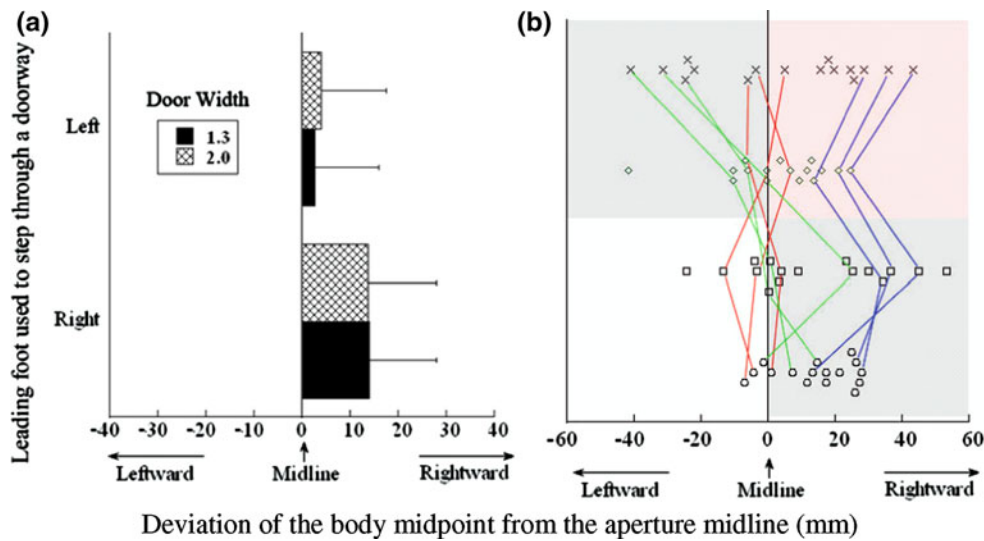 (a)
Leading foot used to step through a doorway
Left
Right
Door Width
1.3
2.0
-40 -30 -20 -10 0 10 20 30 40
Leftward Midline Rightward
(b)
-60 -40 -20 0 20 40 60
Leftward Midline Rightward
Deviation of the body midpoint from the aperture midline (mm)